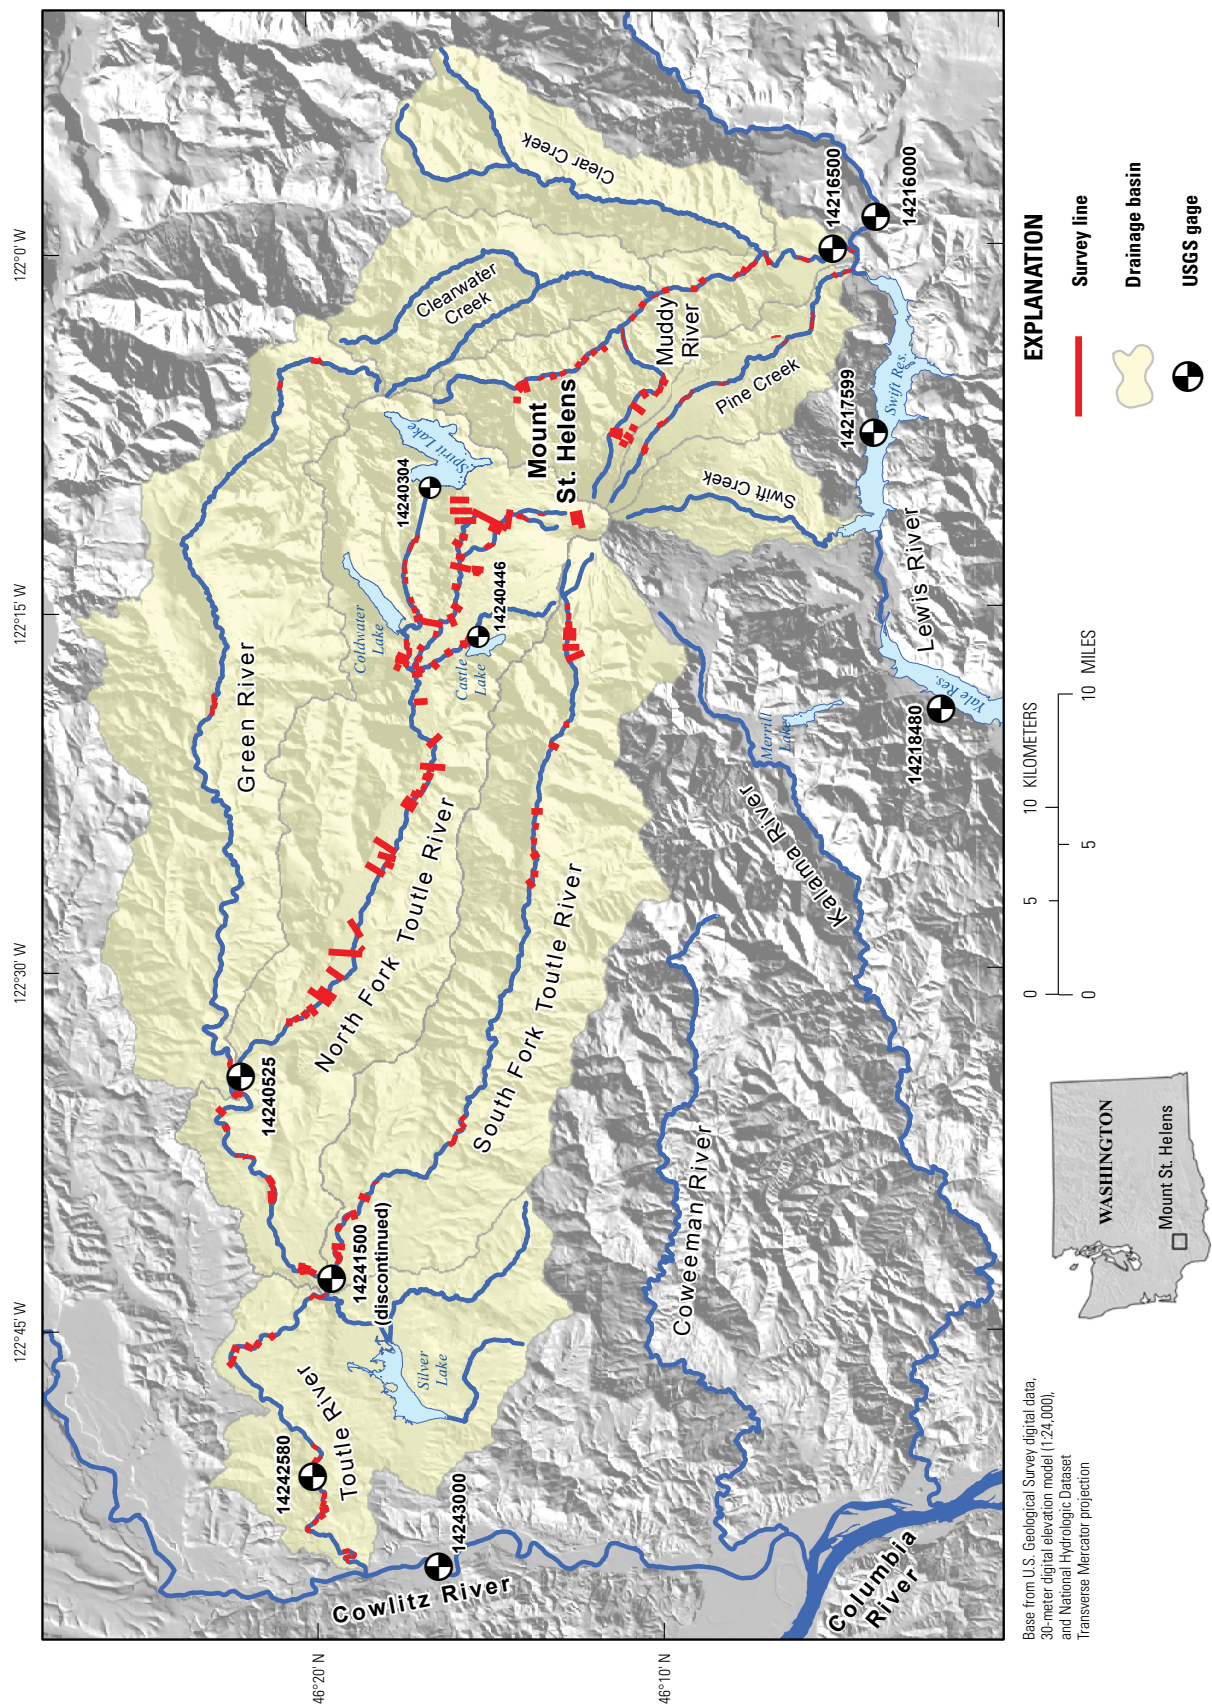 122°45' W
122°30' W
122°15' W
122°0' W
46°20' N
46°10' N
Cowlitz River
14243000
14242580
Toutle River
Silver
Lake
14241500
(discontinued)
14240525
Green River
North Fork Toutle River
South Fork Toutle River
Coldwater
Lake
Castle
Lake
14240446
14240304
Spirit Lake
Mount
St. Helens
Clearwater
Creek
Clear Creek
Muddy
River
Pine Creek
Swift Creek
14216500
14216000
14217599
Swift Res.
Lewis River
Yale Res.
14218480
Merrill
Lake
Kalama River
Coweeman River
Columbia
River
Base from U.S. Geological Survey digital data,
30-meter digital elevation model (1:24,000),
and National Hydrologic Dataset
Transverse Mercator projection
WASHINGTON
Mount St. Helens
0 5 10 KILOMETERS
0 5 10 MILES
EXPLANATION
Survey line
Drainage basin
USGS gage